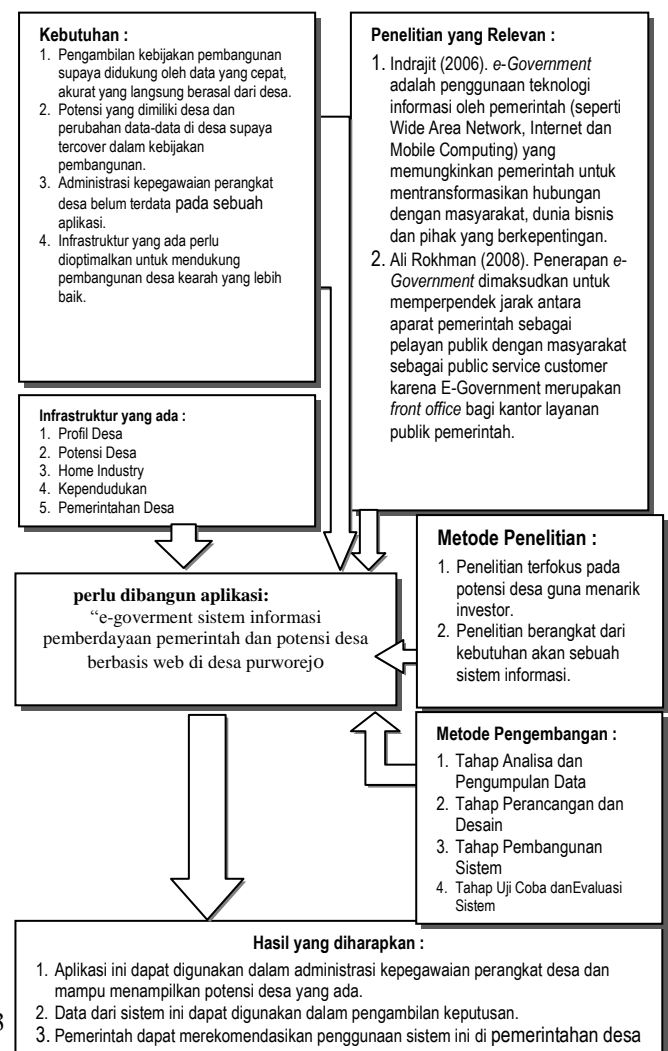 Kebutuhan :
1. Pengambilan kebijakan pembangunan
supaya didukung oleh data yang cepat,
akurat yang langsung berasal dari desa.
2. Potensi yang dimiliki desa dan
perubahan data-data di desa supaya
tercover dalam kebijakan
pembangunan.
3. Administrasi kepegawaian perangkat
desa belum terdata pada sebuah
aplikasi.
4. Infrastruktur yang ada perlu
dioptimalkan untuk mendukung
pembangunan desa kearah yang lebih
baik.
Penelitian yang Relevan :
1. Indrajit (2006). e-Government
adalah penggunaan teknologi
informasi oleh pemerintah (seperti
Wide Area Network, Internet dan
Mobile Computing) yang
memungkinkan pemerintah untuk
mentransformasikan hubungan
dengan masyarakat, dunia bisnis
dan pihak yang berkepentingan.
2. Ali Rokhman (2008). Penerapan e-
Government dimaksudkan untuk
memperpendek jarak antara
aparat pemerintah sebagai
pelayan publik dengan masyarakat
sebagai public service customer
karena E-Government merupakan
front office bagi kantor layanan
publik pemerintah.
Infrastruktur yang ada :
1. Profil Desa
2. Potensi Desa
3. Home Industry
4. Kependudukan
5. Pemerintahan Desa
perlu dibangun aplikasi:
“e-goverment sistem informasi
pemberdayaan pemerintah dan potensi desa
berbasis web di desa purworejo
Metode Penelitian :
1. Penelitian terfokus pada
potensi desa guna menarik
investor.
2. Penelitian berangkat dari
kebutuhan akan sebuah
sistem informasi.
Metode Pengembangan :
1. Tahap Analisa dan
Pengumpulan Data
2. Tahap Perancangan dan
Desain
3. Tahap Pembangunan
Sistem
4. Tahap Uji Coba danEvaluasi
Sistem
Hasil yang diharapkan :
1. Aplikasi ini dapat digunakan dalam administrasi kepegawaian perangkat desa dan
mampu menampilkan potensi desa yang ada.
2. Data dari sistem ini dapat digunakan dalam pengambilan keputusan.
3. Pemerintah dapat merekomendasikan penggunaan sistem ini di pemerintahan desa